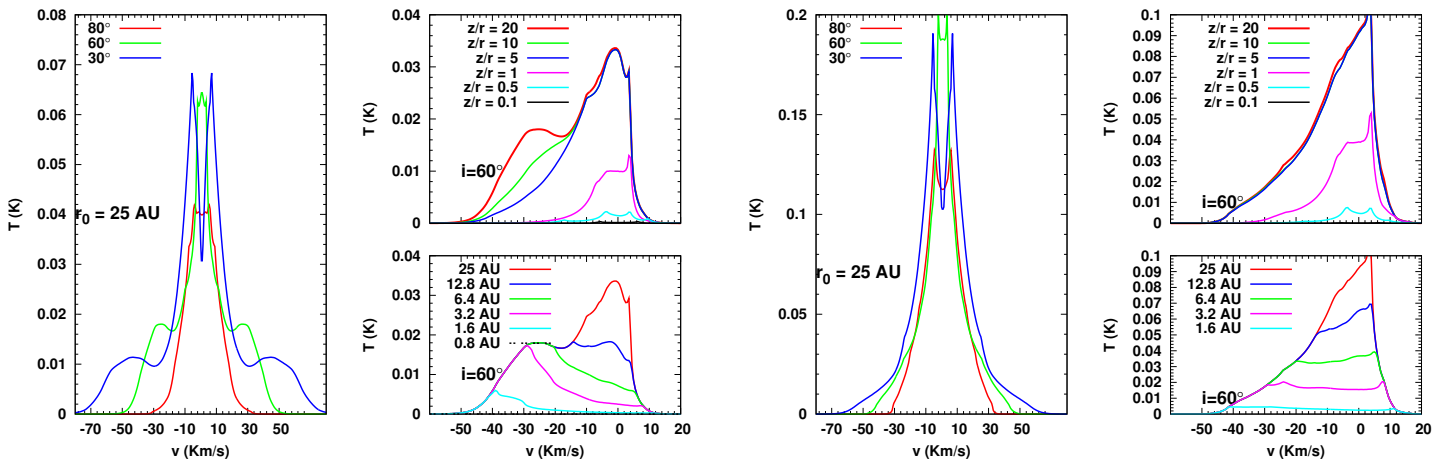 0.08
0.07
0.06
0.05
0.04
0.03
0.02
0.01
0
T (K)
80°
60°
30°
r0 = 25 AU
-70 -50 -30 -10 10 30 50 70
v (Km/s)
0.04
0.03
0.02
0.01
0
T (K)
z/r = 20
z/r = 10
z/r = 5
z/r = 1
z/r = 0.5
z/r = 0.1
i=60°
0.04
0.03
0.02
0.01
0
T (K)
25 AU
12.8 AU
6.4 AU
3.2 AU
1.6 AU
0.8 AU
i=60°
-50 -40 -30 -20 -10 0 10 20
v (Km/s)
0.2
0.15
0.1
0.05
0
T (K)
80°
60°
30°
r0 = 25 AU
-70 -50 -30 -10 10 30 50
v (Km/s)
0.1
0.09
0.08
0.07
0.06
0.05
0.04
0.03
0.02
0.01
0
T (K)
z/r = 20
z/r = 10
z/r = 5
z/r = 1
z/r = 0.5
z/r = 0.1
i=60°
0.1
0.09
0.08
0.07
0.06
0.05
0.04
0.03
0.02
0.01
0
T (K)
25 AU
12.8 AU
6.4 AU
3.2 AU
1.6 AU
i=60°
-50 -40 -30 -20 -10 0 10 20
v (Km/s)